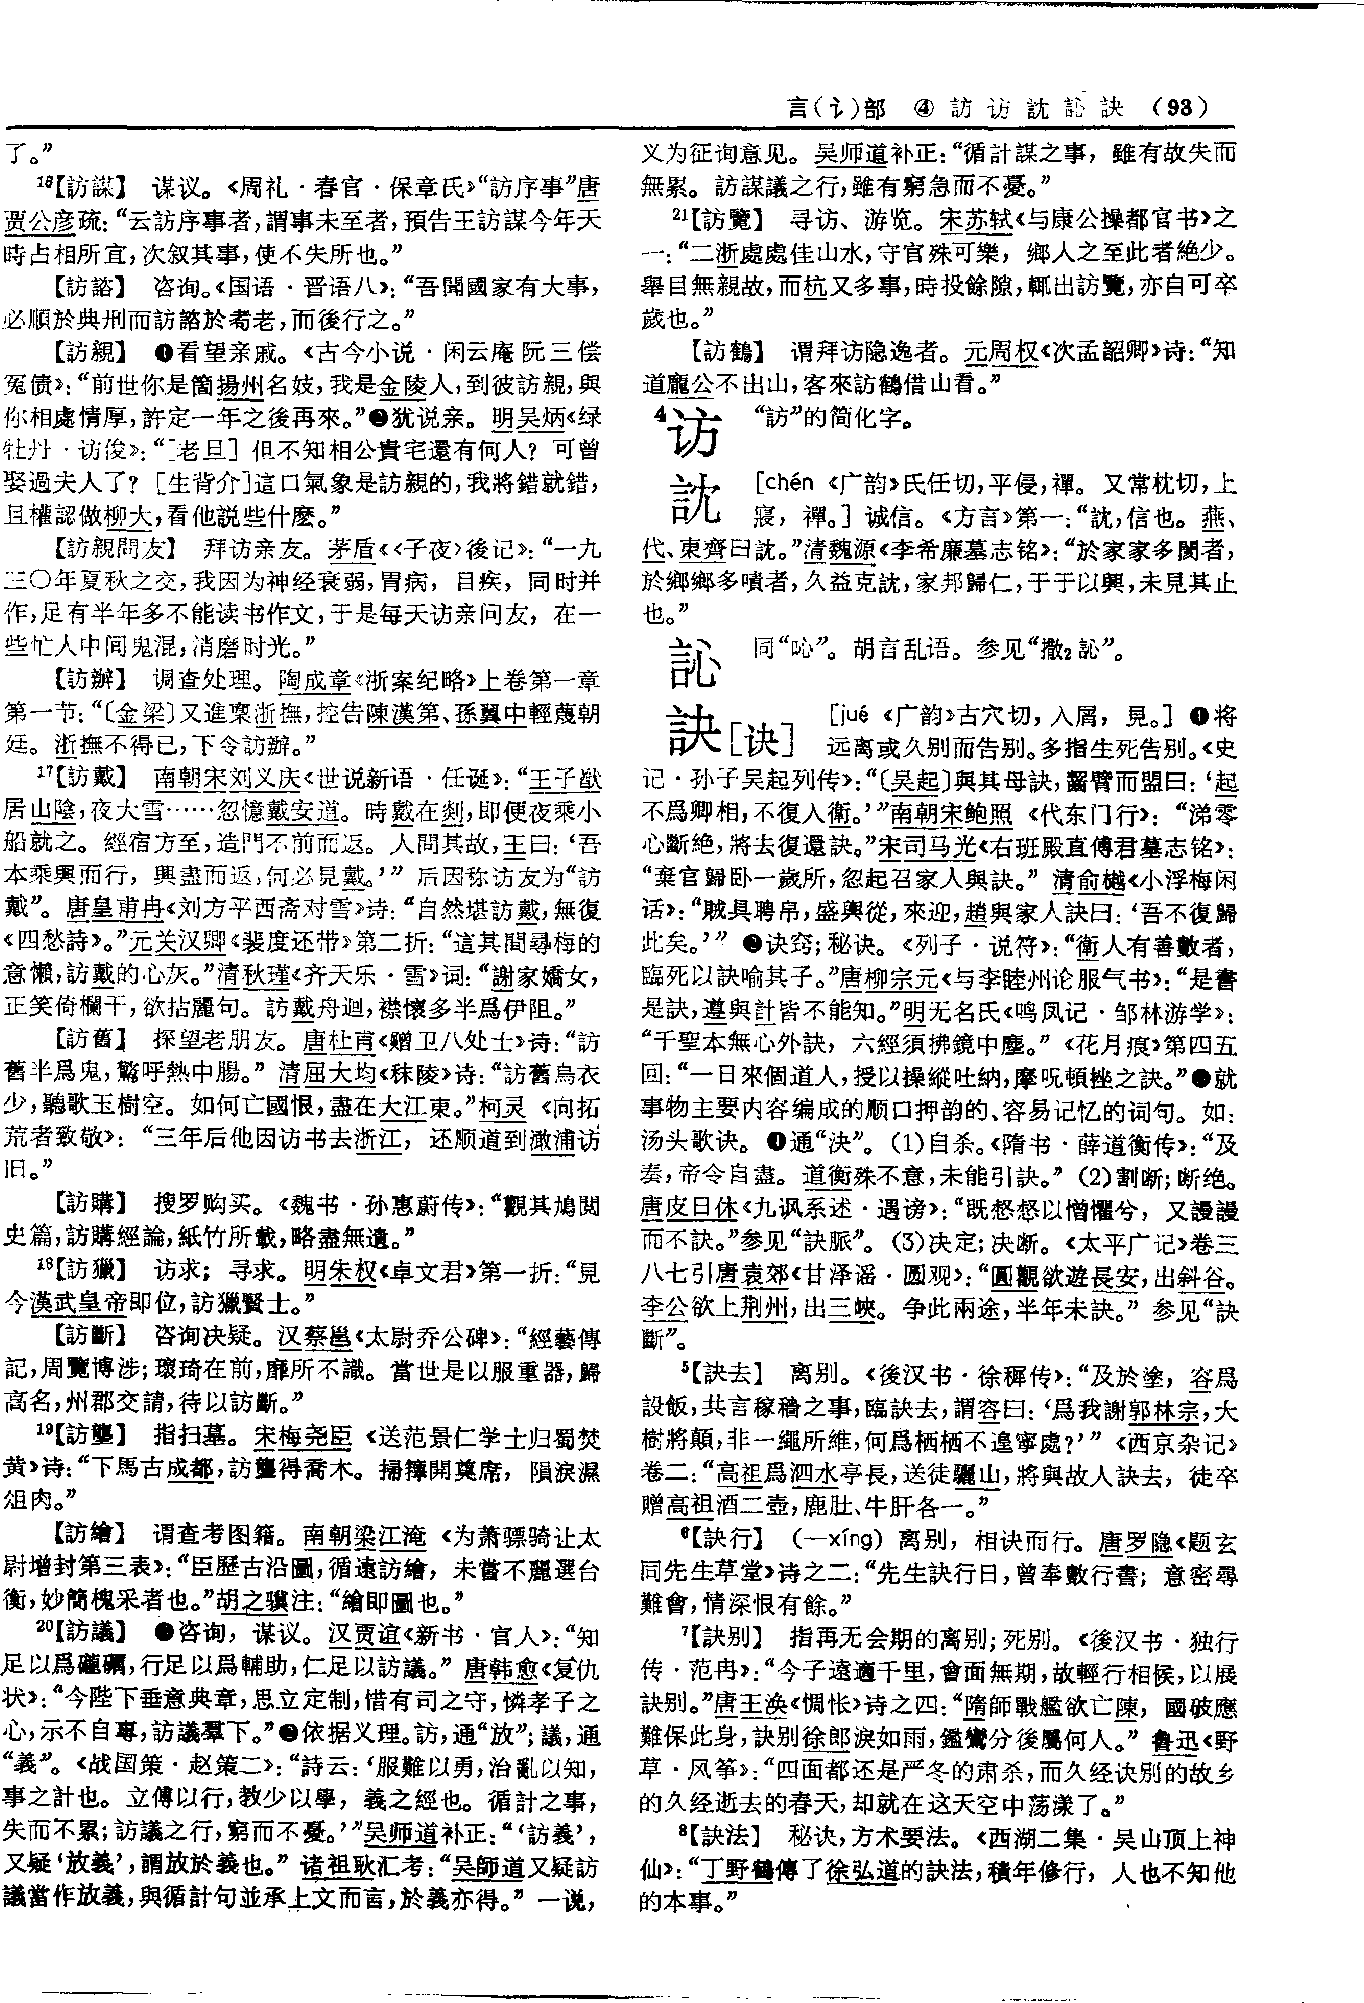 言(讠)部　④ 訪 访 訦 訫 訣 (93)
了。”
16【訪謀】　谋议。《周礼·春官·保章氏》“訪序事”唐
贾公彦疏：“云訪序事者，謂事未至者，預告王訪謀今年天
時占相所宜，次叙其事，使不失所也。”
【訪諮】　咨询。《国语·晋语八》：“吾聞國家有大事，
必順於典刑而訪諮於耇老，而後行之。”
【訪親】　❶看望亲戚。《古今小说·闲云庵阮三偿
冤债》：“前世你是箇揚州名妓，我是金陵人，到彼訪親，與
你相處情厚，許定一年之後再來。”❷犹说亲。明吴炳《绿
牡丹·访俊》：“［老旦］但不知相公貴宅還有何人？可曾
娶過夫人了？［生背介］這口氣象是訪親的，我將錯就錯，
且權認做柳大，看他説些什麽。”
【訪親問友】　拜访亲友。茅盾《〈子夜〉後记》：“一九
三〇年夏秋之交，我因为神经衰弱，胃病，目疾，同时并
作，足有半年多不能读书作文，于是每天访亲问友，在一
些忙人中间鬼混，消磨时光。”
【訪辦】　调查处理。陶成章《浙案纪略》上卷第一章
第一节：“〔金梁〕又進稟浙撫，控告陳漢第、孫翼中輕蔑朝
廷。浙撫不得已，下令訪辦。”
17【訪戴】　南朝宋刘义庆《世说新语·任诞》：“王子猷
居山陰，夜大雪……忽憶戴安道。時戴在剡，即便夜乘小
船就之。經宿方至，造門不前而返。人問其故，王曰：‘吾
本乘興而行，興盡而返，何必見戴。’”后因称访友为“訪
戴”。唐皇甫冉《刘方平西斋对雪》诗：“自然堪訪戴，無復
《四愁詩》。”元关汉卿《裴度还带》第二折：“這其間尋梅的
意懶，訪戴的心灰。”清秋瑾《齐天乐·雪》词：“謝家嬌女，
正笑倚欄干，欲拈麗句。訪戴舟迴，襟懷多半爲伊阻。”
【訪舊】　探望老朋友。唐杜甫《赠卫八处士》诗：“訪
舊半爲鬼，驚呼熱中腸。”清屈大均《秣陵》诗：“訪舊烏衣
少，聽歌玉樹空。如何亡國恨，盡在大江東。”柯灵《向拓
荒者致敬》：“三年后他因访书去浙江，还顺道到澉浦访
旧。”
【訪購】　搜罗购买。《魏书·孙惠蔚传》：“觀其鳩閲
史篇，訪購經論，紙竹所載，略盡無遺。”
18【訪獵】　访求；寻求。明朱权《卓文君》第一折：“見
今漢武皇帝即位，訪獵賢士。”
【訪斷】　咨询决疑。汉蔡邕《太尉乔公碑》：“經藝傳
記，周覽博涉；瓌琦在前，靡所不識。當世是以服重器，歸
高名，州郡交請，待以訪斷。”
19【訪壟】　指扫墓。宋梅尧臣《送范景仁学士归蜀焚
黄》诗：“下馬古成都，訪壟得喬木。掃籜開奠席，隕淚濕
俎肉。”
【訪繪】　谓查考图籍。南朝梁江淹《为萧骠骑让太
尉增封第三表》：“臣歷古沿圖，循遠訪繪，未嘗不麗選台
衡，妙簡槐采者也。”胡之骥注：“繪即圖也。”
20【訪議】　❶咨询，谋议。汉贾谊《新书·官人》：“知
足以爲礲礪，行足以爲輔助，仁足以訪議。”唐韩愈《复仇
状》：“今陛下垂意典章，思立定制，惜有司之守，憐孝子之
心，示不自專，訪議羣下。”❷依据义理。訪，通“放”；議，通
“義”。《战国策·赵策二》：“詩云：‘服難以勇，治亂以知，
事之計也。立傅以行，教少以學，義之經也。循計之事，
失而不累；訪議之行，窮而不憂。’”吴师道补正：“‘訪義’，
又疑‘放義’，謂放於義也。”诸祖耿汇考：“吴師道又疑訪
議當作放義，與循計句並承上文而言，於義亦得。”一说，
义为征询意见。吴师道补正：“循計謀之事，雖有故失而
無累。訪謀議之行，雖有窮急而不憂。”
21【訪覽】　寻访、游览。宋苏轼《与康公操都官书》之
一：“二浙處處佳山水，守官殊可樂，鄉人之至此者絶少。
舉目無親故，而杭又多事，時投餘隙，輒出訪覽，亦自可卒
歲也。”
【訪鶴】　谓拜访隐逸者。元周权《次孟韶卿》诗：“知
道龐公不出山，客來訪鶴借山看。”
4访　“訪”的简化字。
訦　［chén《广韵》氏任切，平侵，禪。又常枕切，上
寑，禪。］诚信。《方言》第一：“訦，信也。燕、
代、東齊曰訦。”清魏源《李希廉墓志铭》：“於家家多閲者，
於鄉鄉多嘖者，久益克訦，家邦歸仁，于于以興，未見其止
也。”
訫　同“吣”。胡言乱语。参见“撒2訫”。
訣［诀］　［jué《广韵》古穴切，入屑，見。］❶将
远离或久别而告别。多指生死告别。《史
记·孙子吴起列传》：“〔吴起〕與其母訣，齧臂而盟曰：‘起
不爲卿相，不復入衛。’”南朝宋鲍照《代东门行》：“涕零
心斷絶，將去復還訣。”宋司马光《右班殿直傅君墓志铭》：
“棄官歸卧一歲所，忽起召家人與訣。”清俞樾《小浮梅闲
话》：“賊具聘帛，盛輿從，來迎，趙與家人訣曰：‘吾不復歸
此矣。’”❷诀窍；秘诀。《列子·说符》：“衛人有善數者，
臨死以訣喻其子。”唐柳宗元《与李睦州论服气书》：“是書
是訣，遵與計皆不能知。”明无名氏《鸣凤记·邹林游学》：
“千聖本無心外訣，六經須拂鏡中塵。”《花月痕》第四五
回：“一日來個道人，授以操縱吐納，摩咒頓挫之訣。”❸就
事物主要内容编成的顺口押韵的、容易记忆的词句。如：
汤头歌诀。❹通“決”。(1)自杀。《隋书·薛道衡传》：“及
奏，帝令自盡。道衡殊不意，未能引訣。”(2)割断；断绝。
唐皮日休《九讽系述·遇谤》：“既悐悐以憎懼兮，又謾謾
而不訣。”参见“訣脈”。(3)决定；决断。《太平广记》卷三
八七引唐袁郊《甘泽谣·圆观》：“圓觀欲遊長安，出斜谷。
李公欲上荆州，出三峽。争此兩途，半年未訣。”参见“訣
斷”。
5【訣去】　离别。《後汉书·徐稺传》：“及於塗，容爲
設飯，共言稼穡之事，臨訣去，謂容曰：‘爲我謝郭林宗，大
樹將顛，非一繩所維，何爲栖栖不遑寧處？’”《西京杂记》
卷二：“高祖爲泗水亭長，送徒驪山，將與故人訣去，徒卒
赠高祖酒二壺，鹿肚、牛肝各一。”
6【訣行】　(一xíng)离别，相诀而行。唐罗隐《题玄
同先生草堂》诗之二：“先生訣行日，曾奉數行書；意密尋
難會，情深恨有餘。”
7【訣别】　指再无会期的离别；死别。《後汉书·独行
传·范冉》：“今子遠適千里，會面無期，故輕行相候，以展
訣别。”唐王涣《惆怅》诗之四：“隋師戰艦欲亡陳，國破應
難保此身，訣别徐郎淚如雨，鑑鸞分後屬何人。”鲁迅《野
草·风筝》：“四面都还是严冬的肃杀，而久经诀别的故乡
的久经逝去的春天，却就在这天空中荡漾了。”
8【訣法】　秘诀，方术要法。《西湖二集·吴山顶上神
仙》：“丁野鶴傳了徐弘道的訣法，積年修行，人也不知他
的本事。”